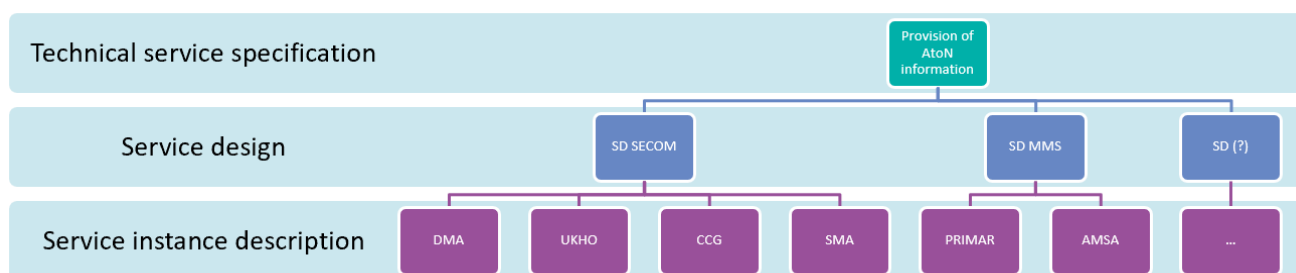 Technical service specification
Provision of
AtoN
information
Service design
SD SECOM
SD MMS
SD (?)
Service instance description
DMA
UKHO
CCG
SMA
PRIMAR
AMSA
...